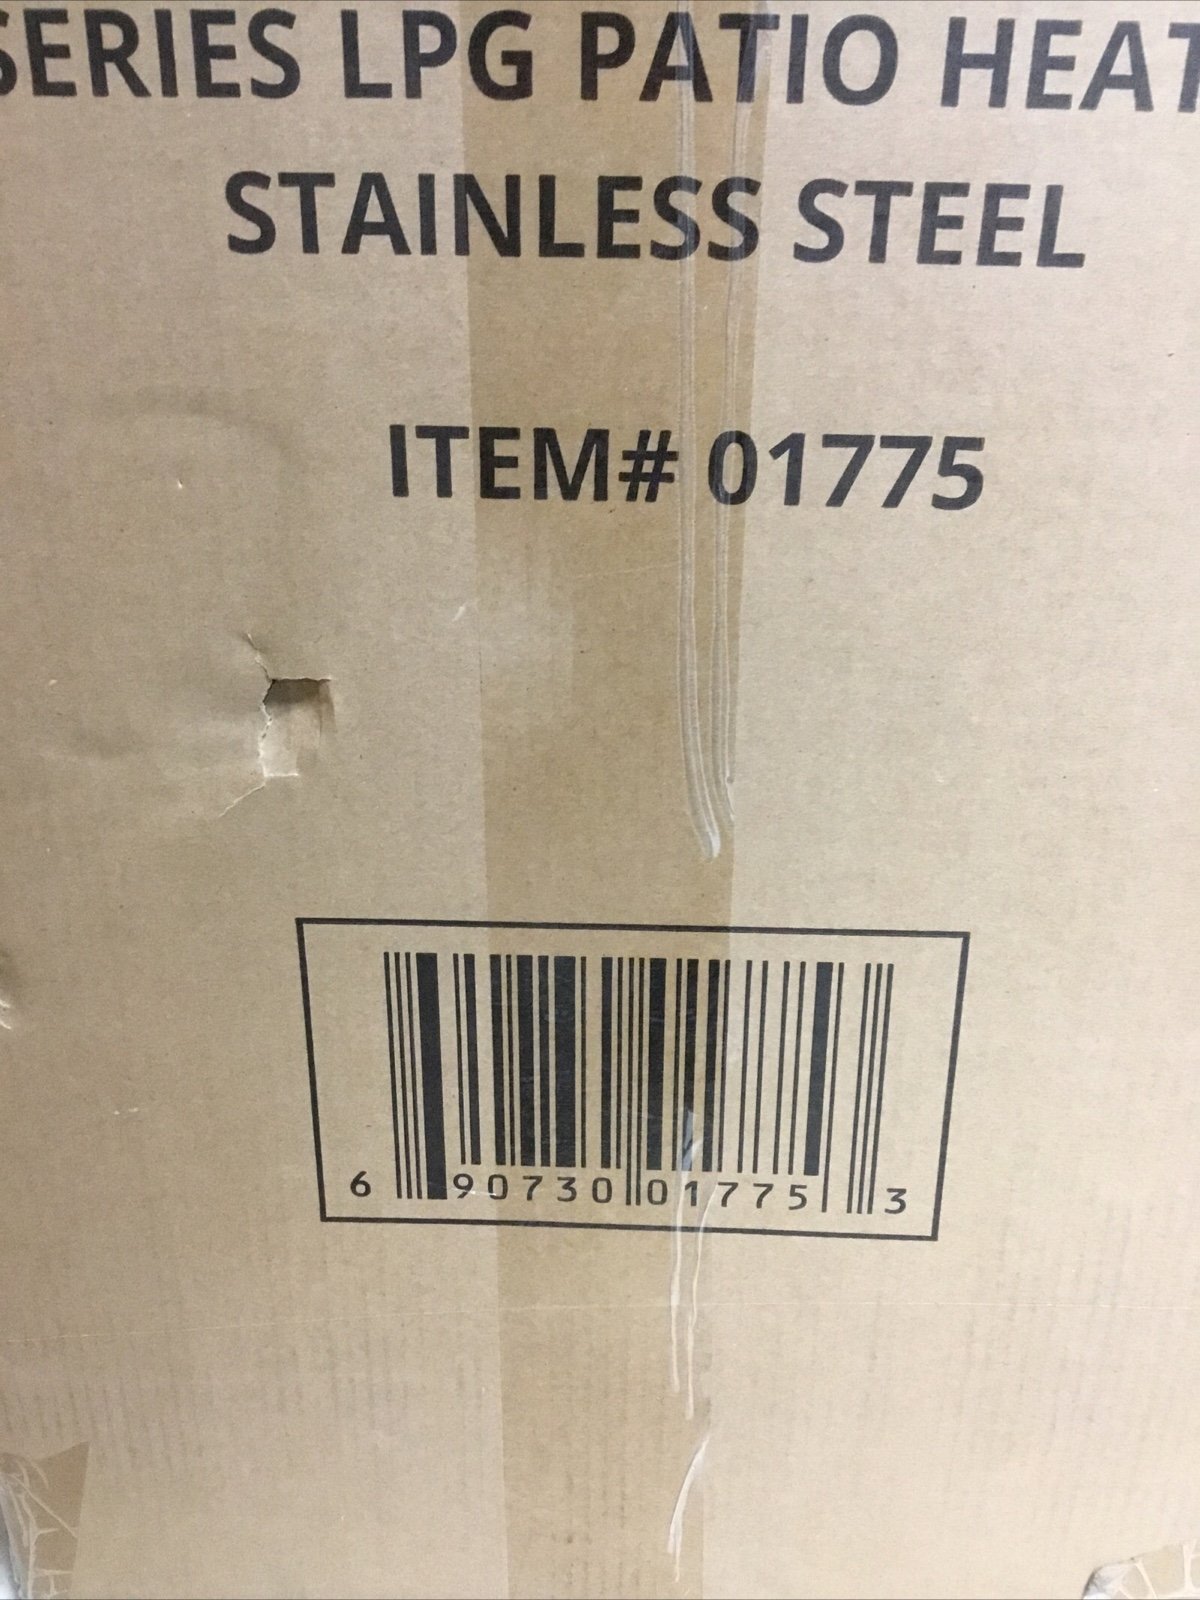 SERIES LPG PATIO HEAT
STAINLESS STEEL
ITEM# 01775
6 90730 01775 3